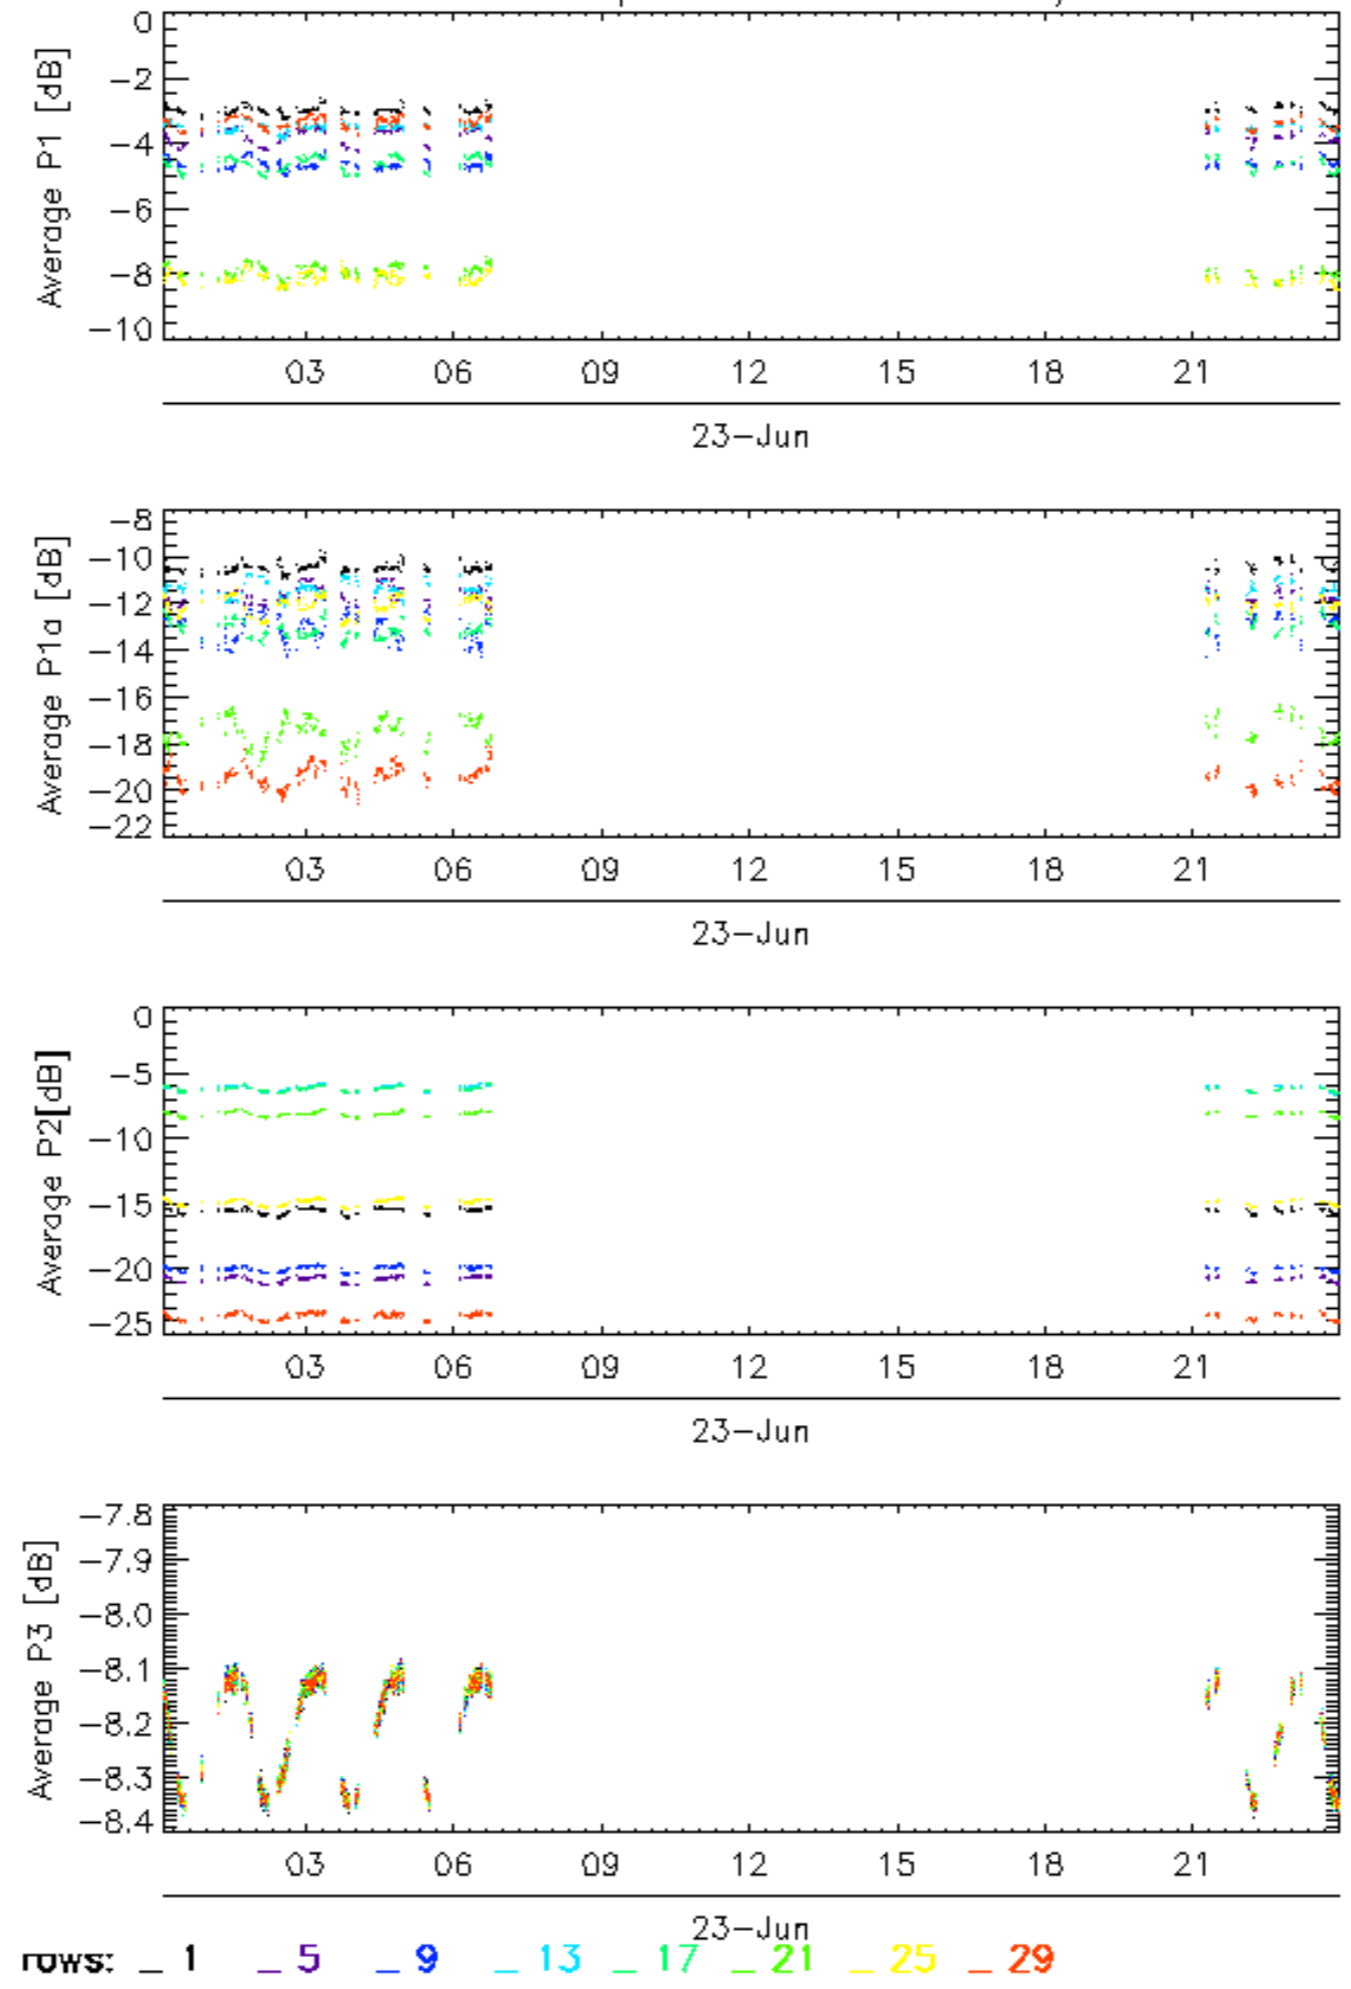 0
-2
-4
-6
-8
-10
Average P1 [dB]
03 06 09 12 15 18 21
23-Jun
-8
-10
-12
-14
-16
-18
-20
-22
Average P1a [dB]
03 06 09 12 15 18 21
23-Jun
0
-5
-10
-15
-20
-25
Average P2[dB]
03 06 09 12 15 18 21
23-Jun
-7.8
-7.9
-8.0
-8.1
-8.2
-8.3
-8.4
Average P3 [dB]
03 06 09 12 15 18 21
23-Jun
rows: _ 1 _ 5 _ 9 _ 13 _ 17 _ 21 _ 25 _ 29